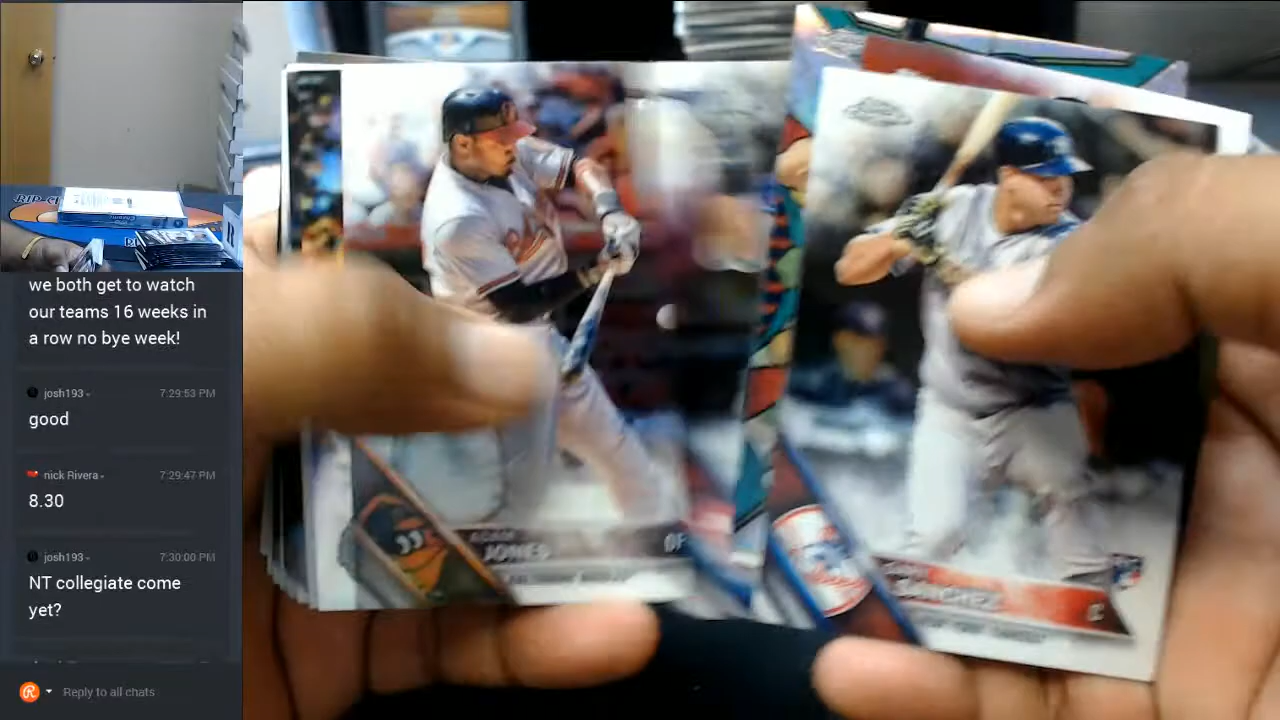 RIP
we both get to watch
our teams 16 weeks in
a row no bye week!
josh193
7:29:53 PM
good
nick Rivera
7:29:47 PM
8.30
josh193
7:30:00 PM
NT collegiate come
yet?
Reply to all chats
ADAM
JONES
OF
SANCHEZ
C